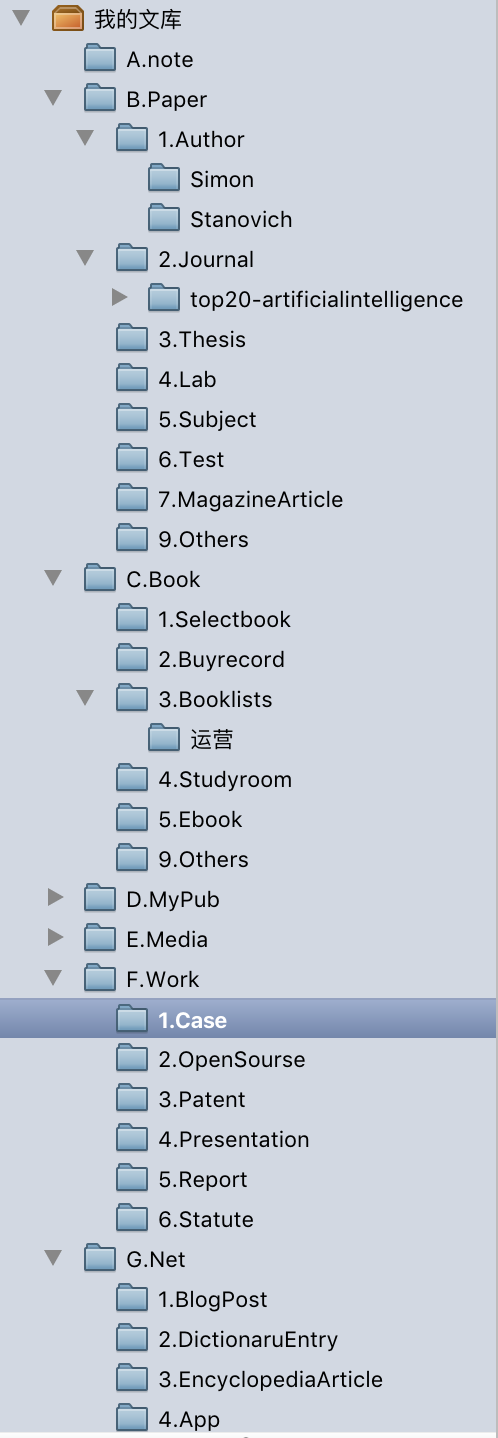 我的文库
A.note
B.Paper
1.Author
Simon
Stanovich
2.Journal
top20-artificialintelligence
3.Thesis
4.Lab
5.Subject
6.Test
7.MagazineArticle
9.Others
C.Book
1.Selectbook
2.Buyrecord
3.Booklists
运营
4.Studyroom
5.Ebook
9.Others
D.MyPub
E.Media
F.Work
1.Case
2.OpenSourse
3.Patent
4.Presentation
5.Report
6.Statute
G.Net
1.BlogPost
2.DictionaruEntry
3.EncyclopediaArticle
4.App